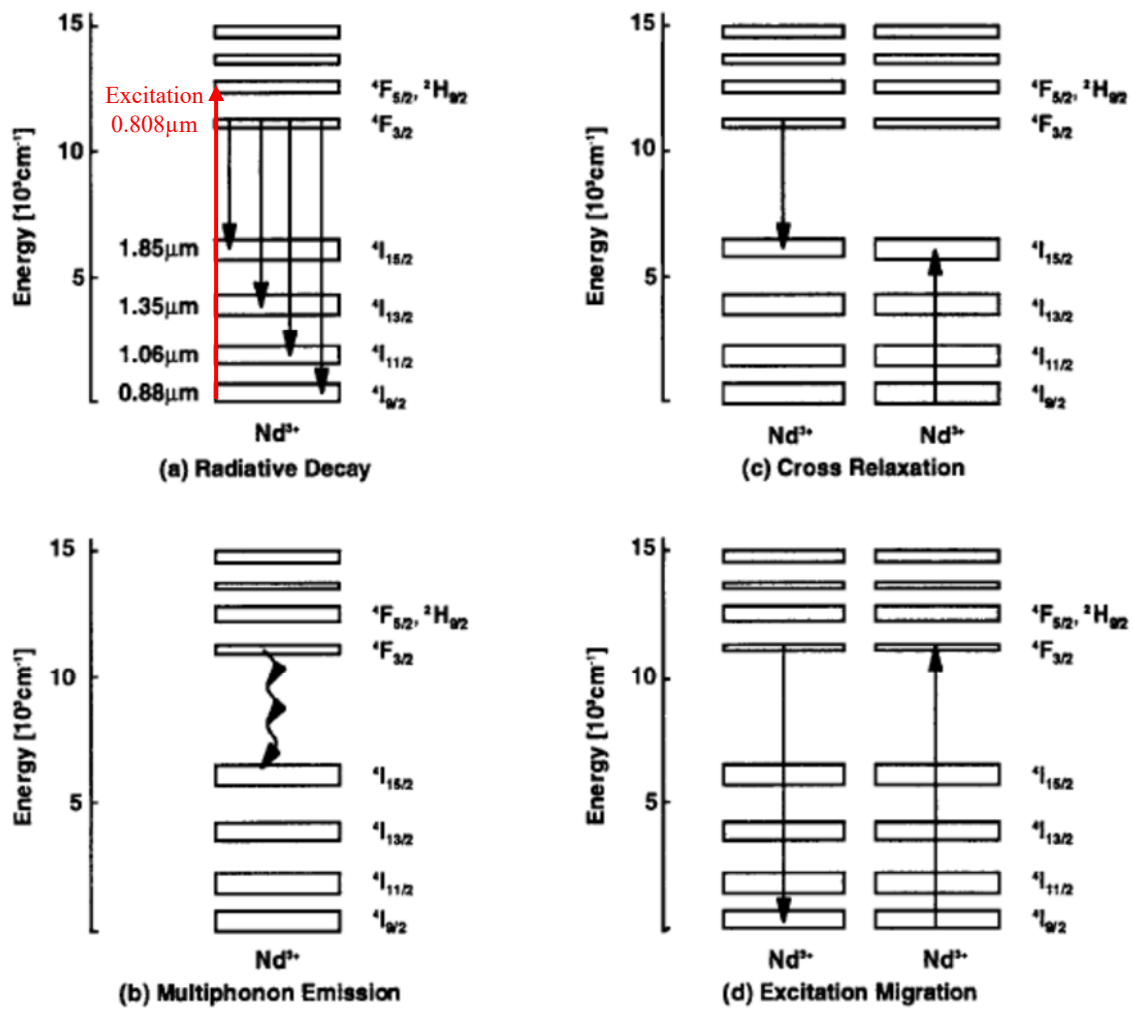 15
Excitation
0.808µm
⁴F₅/₂, ²H₉/₂
⁴F₃/₂
10
Energy [10³cm⁻¹]
1.85µm
⁴I₁₅/₂
5
1.35µm
⁴I₁₃/₂
1.06µm
⁴I₁₁/₂
0.88µm
⁴I₉/₂
Nd³⁺
(a) Radiative Decay
15
⁴F₅/₂, ²H₉/₂
⁴F₃/₂
10
Energy [10³cm⁻¹]
⁴I₁₅/₂
5
⁴I₁₃/₂
⁴I₁₁/₂
⁴I₉/₂
Nd³⁺ Nd³⁺
(c) Cross Relaxation
15
⁴F₅/₂, ²H₉/₂
⁴F₃/₂
10
Energy [10³cm⁻¹]
⁴I₁₅/₂
5
⁴I₁₃/₂
⁴I₁₁/₂
⁴I₉/₂
Nd³⁺
(b) Multiphonon Emission
15
⁴F₅/₂, ²H₉/₂
⁴F₃/₂
10
Energy [10³cm⁻¹]
⁴I₁₅/₂
5
⁴I₁₃/₂
⁴I₁₁/₂
⁴I₉/₂
Nd³⁺ Nd³⁺
(d) Excitation Migration